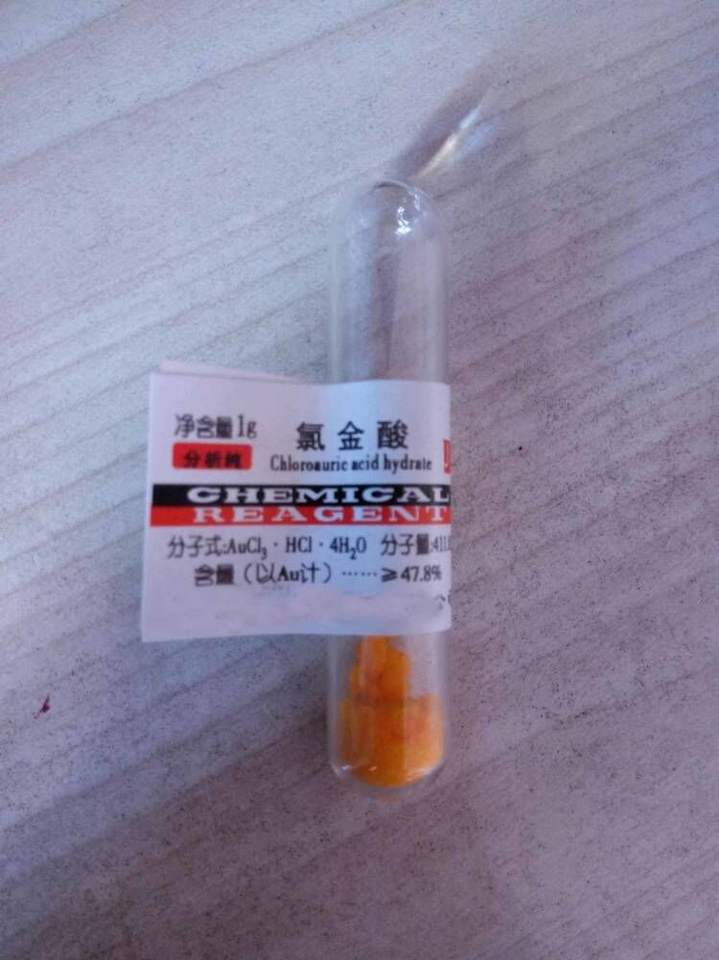 净含量1g
氯金酸
分析纯
Chloroauric acid hydrate
CHEMICAL
REAGENT
分子式:AuCl₃·HCl·4H₂O 分子量:411
含量(以Au计)……≥47.8%